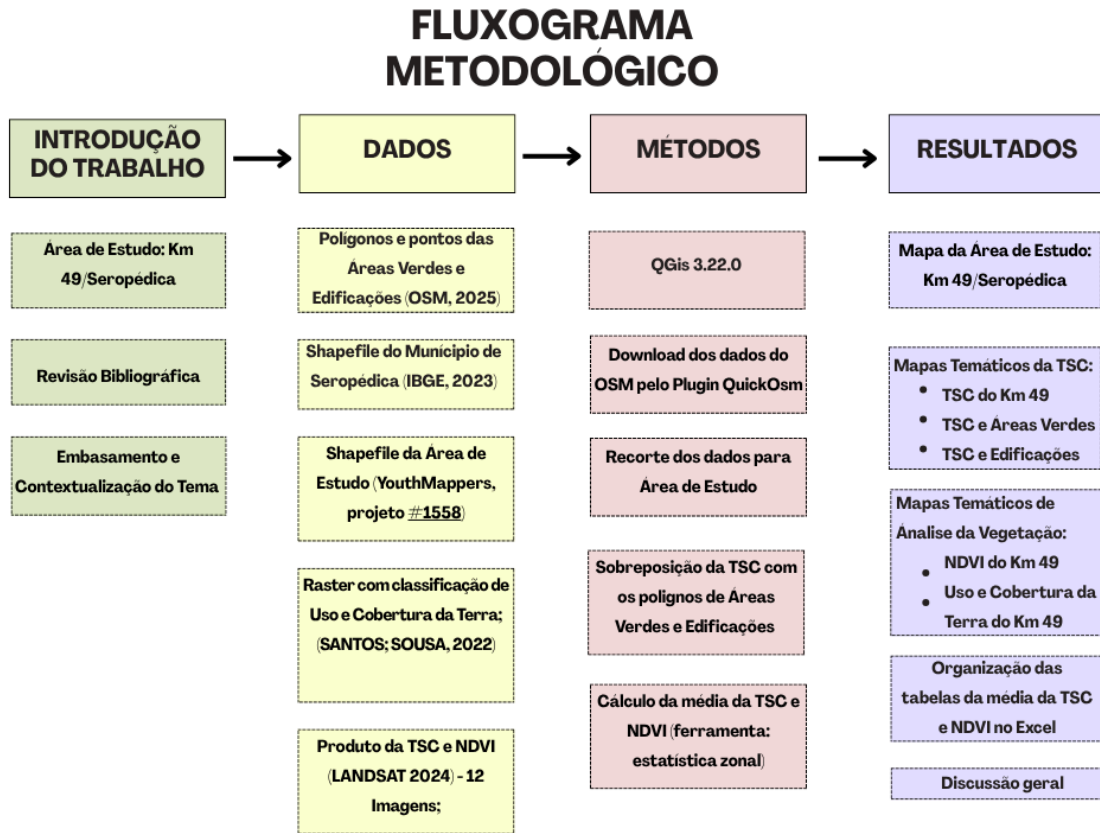 FLUXOGRAMA
METODOLÓGICO
INTRODUÇÃO
DO TRABALHO
Área de Estudo: Km
49/Seropédica
Revisão Bibliográfica
Embasamento e
Contextualização do Tema
DADOS
Polígonos e pontos das
Áreas Verdes e
Edificações (OSM, 2025)
Shapefile do Munícipio de
Seropédica (IBGE, 2023)
Shapefile da Área de
Estudo (YouthMappers,
projeto #1558)
Raster com classificação de
Uso e Cobertura da Terra;
(SANTOS; SOUSA, 2022)
Produto da TSC e NDVI
(LANDSAT 2024) - 12
Imagens;
MÉTODOS
QGis 3.22.0
Download dos dados do
OSM pelo Plugin QuickOsm
Recorte dos dados para
Área de Estudo
Sobreposição da TSC com
os polignos de Áreas
Verdes e Edificações
Cálculo da média da TSC e
NDVI (ferramenta:
estatística zonal)
RESULTADOS
Mapa da Área de Estudo:
Km 49/Seropédica
Mapas Temáticos da TSC:
• TSC do Km 49
• TSC e Áreas Verdes
• TSC e Edificações
Mapas Temáticos de
Ánalise da Vegetação:
• NDVI do Km 49
• Uso e Cobertura da
Terra do Km 49
Organização das
tabelas da média da TSC
e NDVI no Excel
Discussão geral